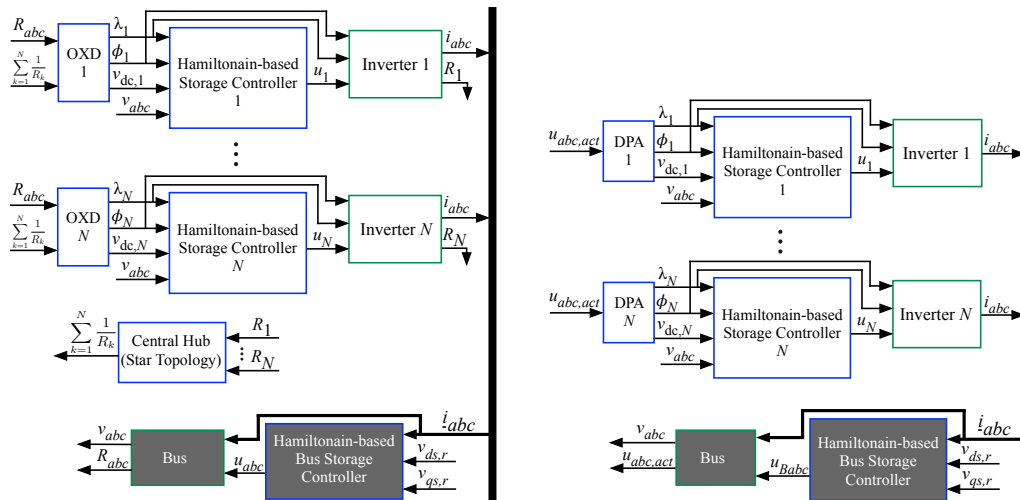 R_abc
∑_{k=1}^{N} 1/R_k
OXD
1
λ_1
ϕ_1
v_dc,1
v_abc
Hamiltonain-based
Storage Controller
1
u_1
Inverter 1
i_abc
R_1
R_abc
∑_{k=1}^{N} 1/R_k
OXD
N
λ_N
ϕ_N
v_dc,N
v_abc
Hamiltonain-based
Storage Controller
N
u_N
Inverter N
i_abc
R_N
∑_{k=1}^{N} 1/R_k
Central Hub
(Star Topology)
R_1
R_N
v_abc
R_abc
Bus
u_abc
Hamiltonain-based
Bus Storage
Controller
i_abc
v_ds,r
v_qs,r
u_abc,act
DPA
1
λ_1
ϕ_1
v_dc,1
v_abc
Hamiltonain-based
Storage Controller
1
u_1
Inverter 1
i_abc
u_abc,act
DPA
N
λ_N
ϕ_N
v_dc,N
v_abc
Hamiltonain-based
Storage Controller
N
u_N
Inverter N
i_abc
v_abc
u_abc,act
Bus
u_Babc
Hamiltonain-based
Bus Storage
Controller
i_abc
v_ds,r
v_qs,r